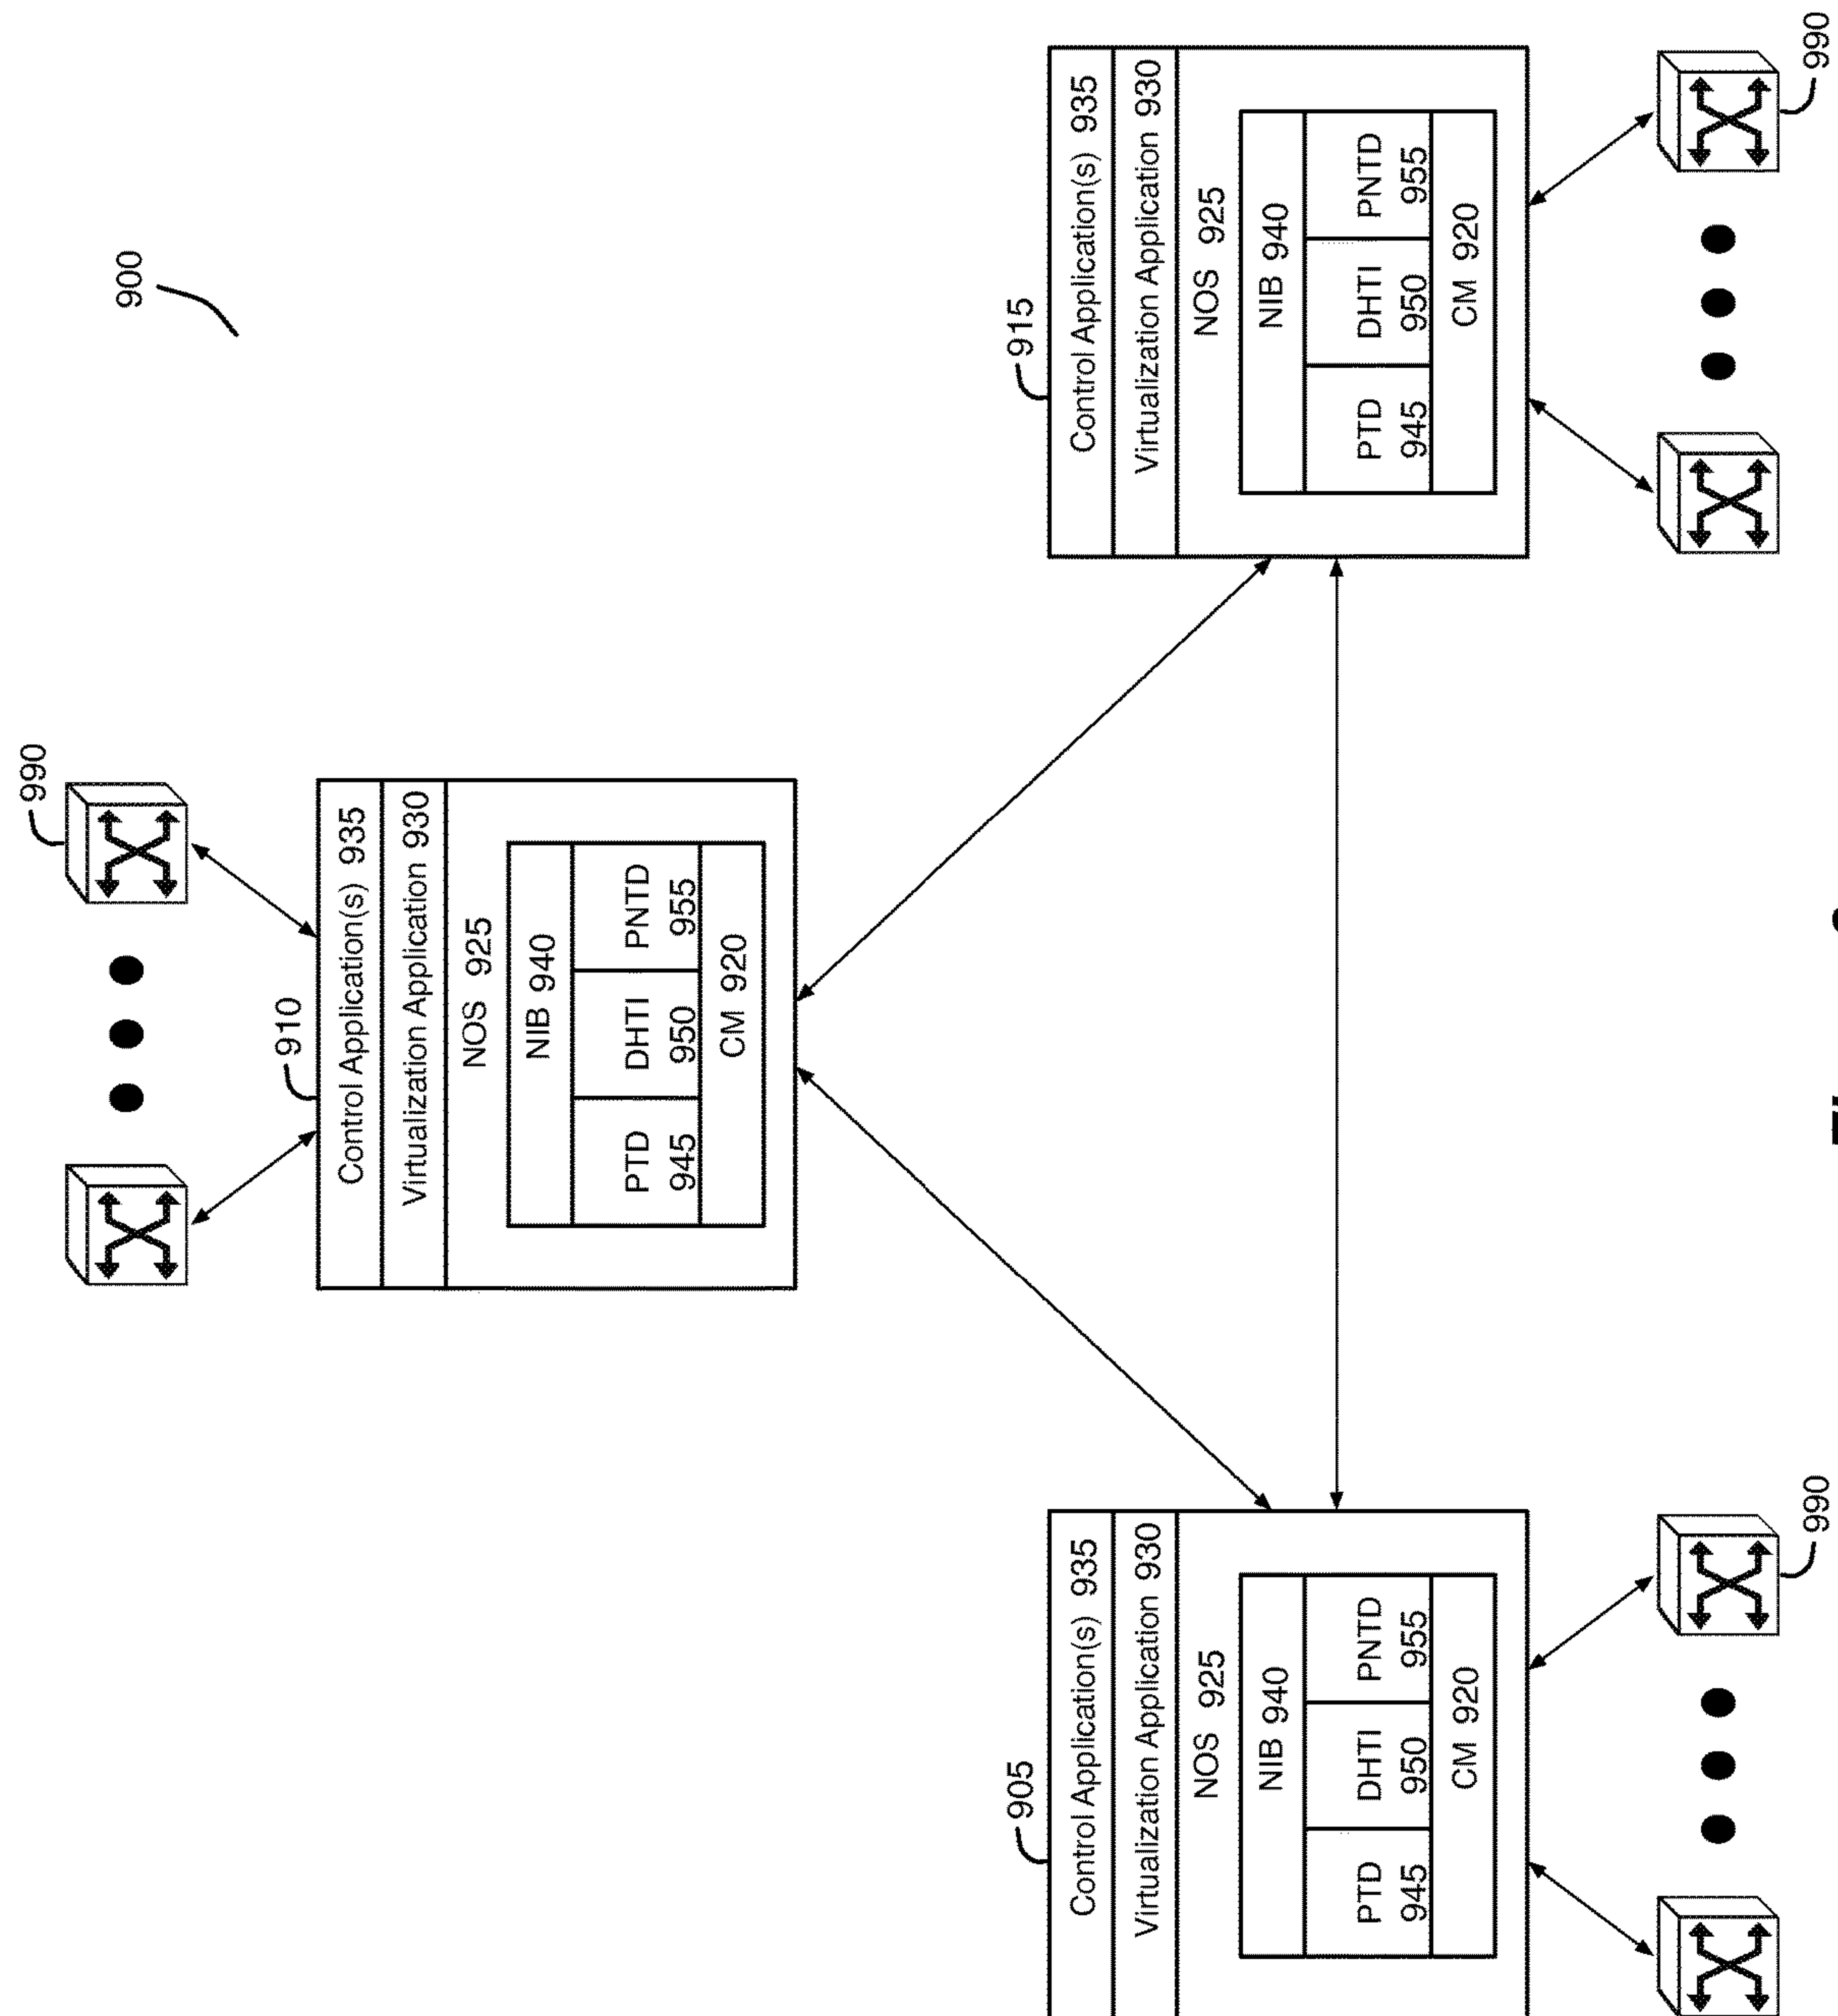 900
990
910
Control Application(s) 935
Virtualization Application 930
NOS 925
NIB 940
PTD
945
DHTI
950
PNTD
955
CM 920
905
Control Application(s) 935
Virtualization Application 930
NOS 925
NIB 940
PTD
945
DHTI
950
PNTD
955
CM 920
990
915
Control Application(s) 935
Virtualization Application 930
NOS 925
NIB 940
PTD
945
DHTI
950
PNTD
955
CM 920
990